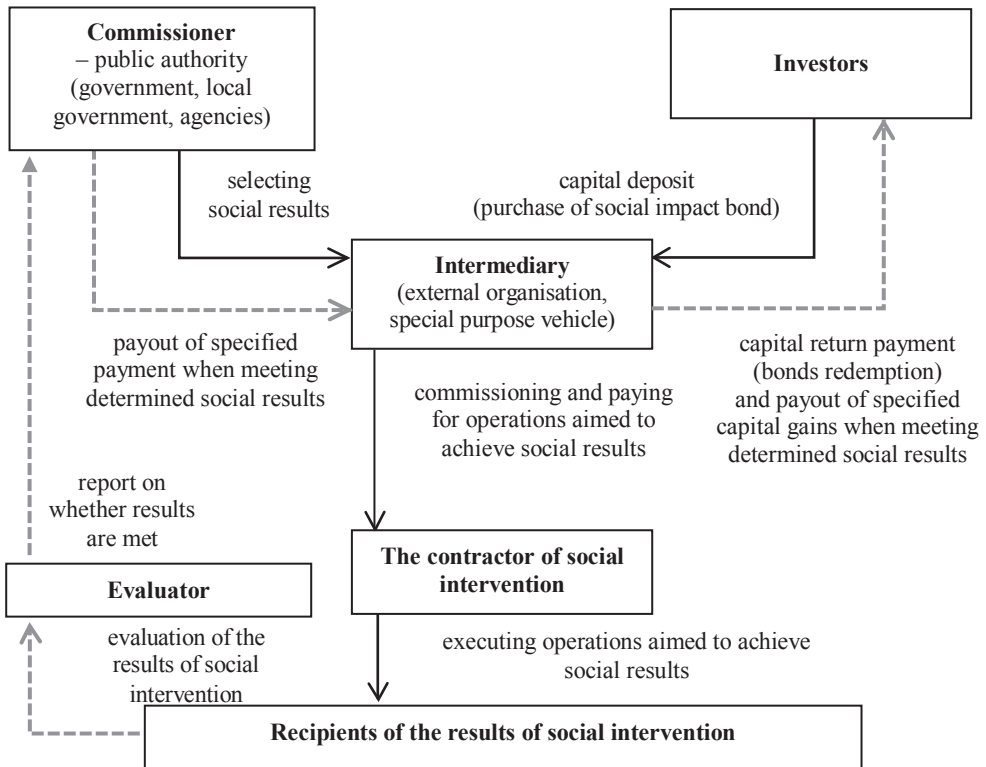 Commissioner
– public authority
(government, local
government, agencies)
Investors
selecting
social results
capital deposit
(purchase of social impact bond)
Intermediary
(external organisation,
special purpose vehicle)
payout of specified
payment when meeting
determined social results
commissioning and paying
for operations aimed to
achieve social results
capital return payment
(bonds redemption)
and payout of specified
capital gains when meeting
determined social results
report on
whether results
are met
The contractor of social
intervention
Evaluator
evaluation of the
results of social
intervention
executing operations aimed to achieve
social results
Recipients of the results of social intervention